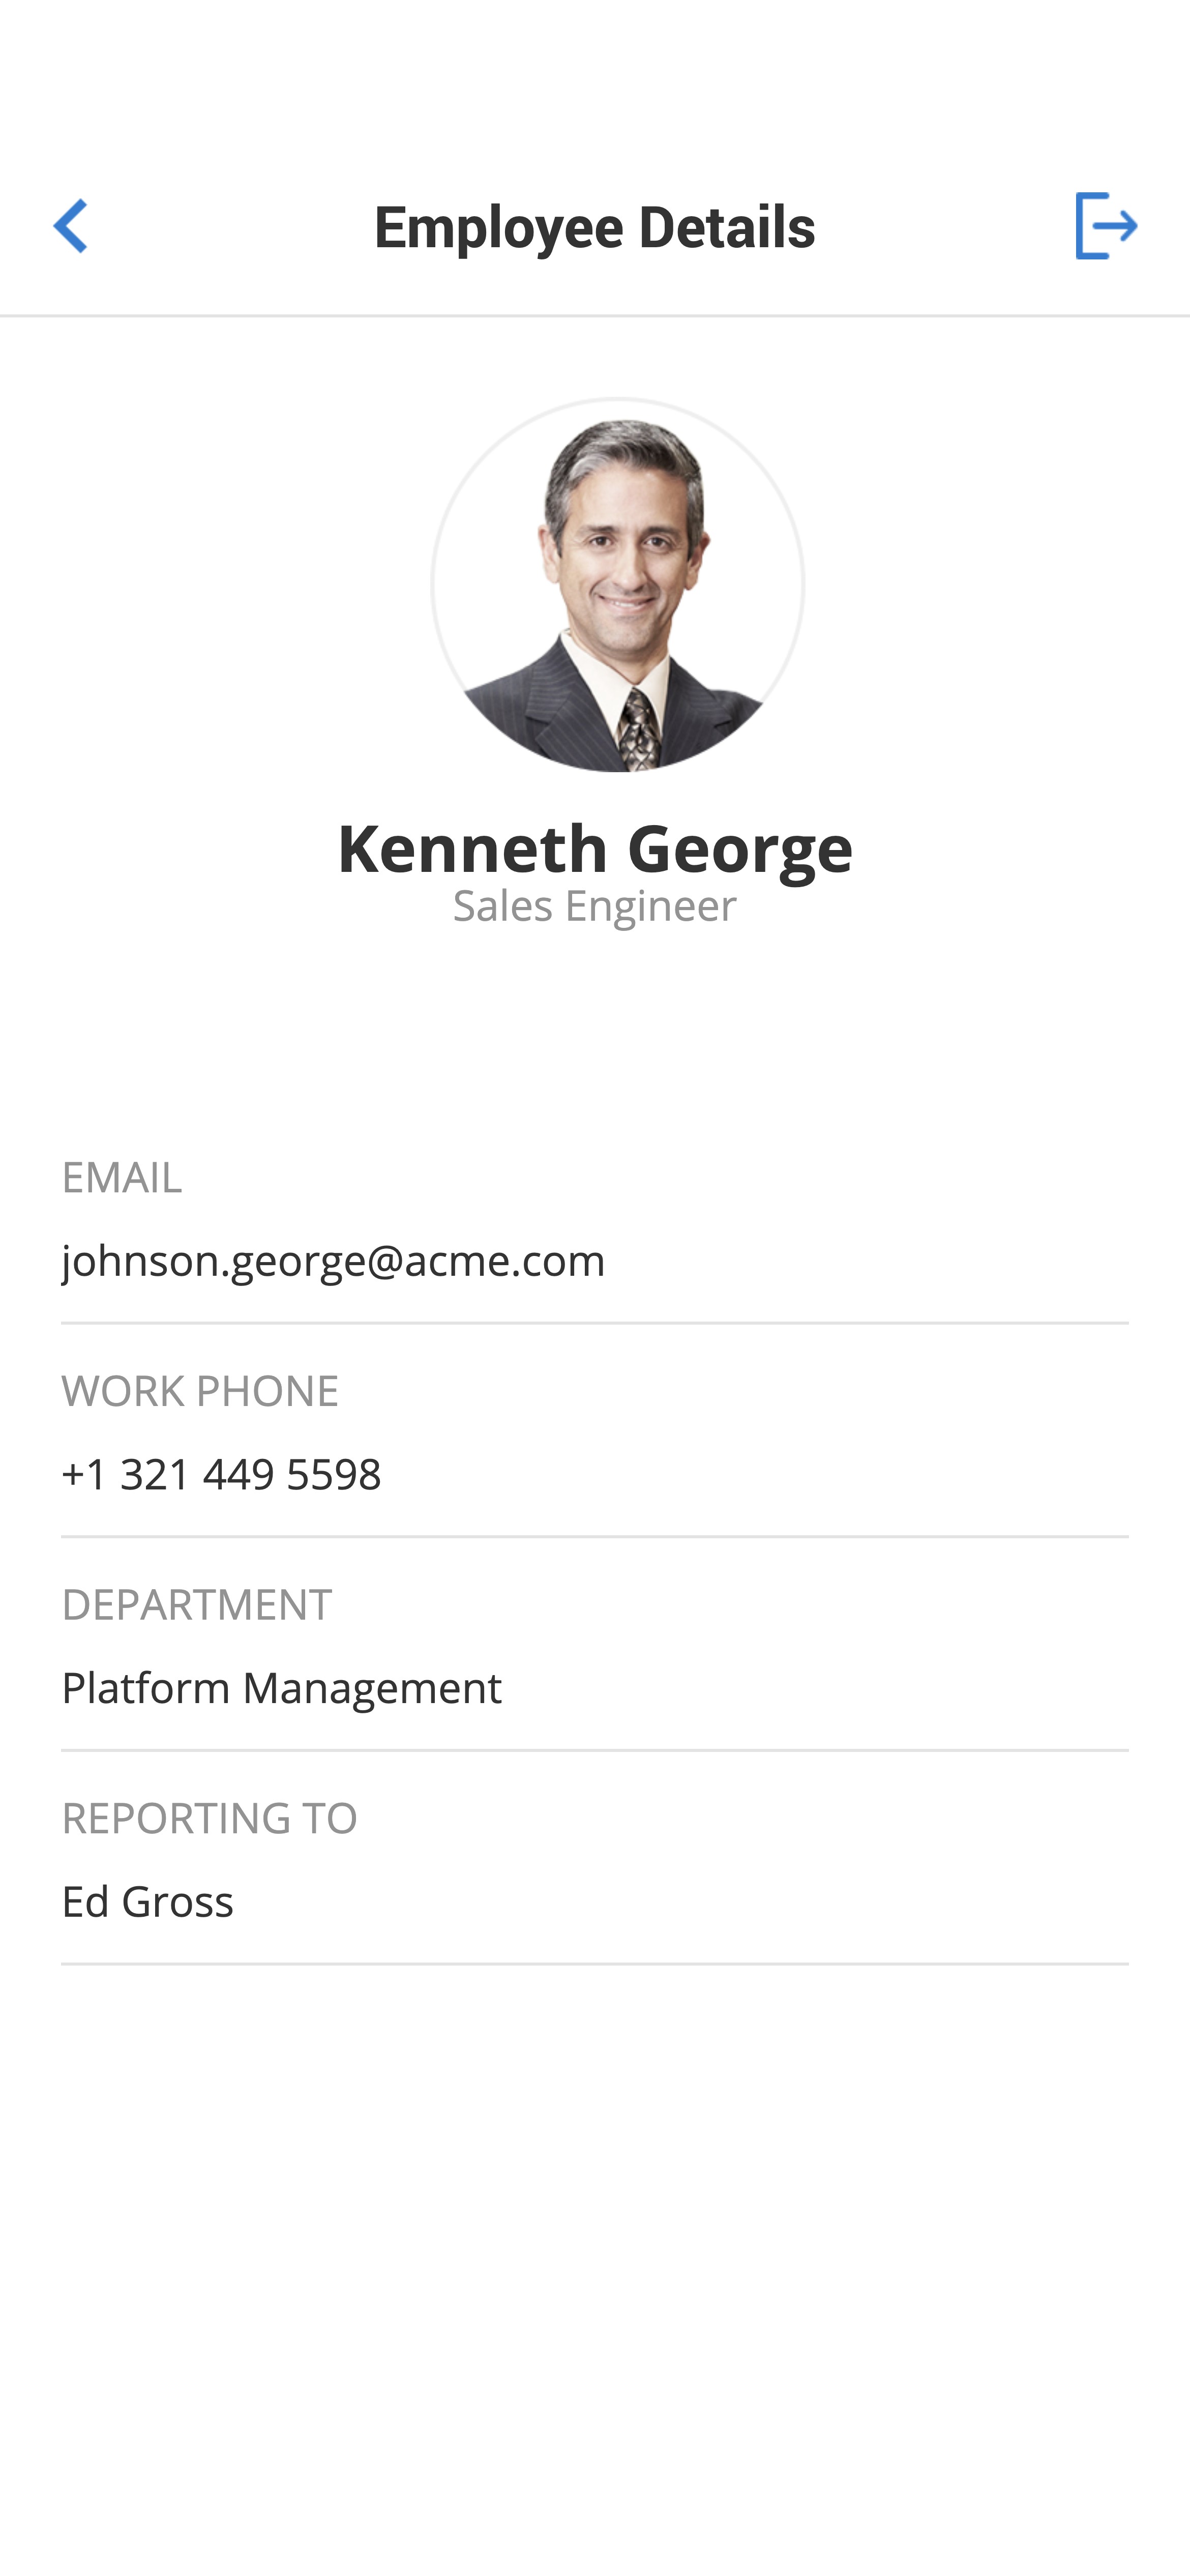 Employee Details
Kenneth George
Sales Engineer
EMAIL
johnson.george@acme.com
WORK PHONE
+1 321 449 5598
DEPARTMENT
Platform Management
REPORTING TO
Ed Gross